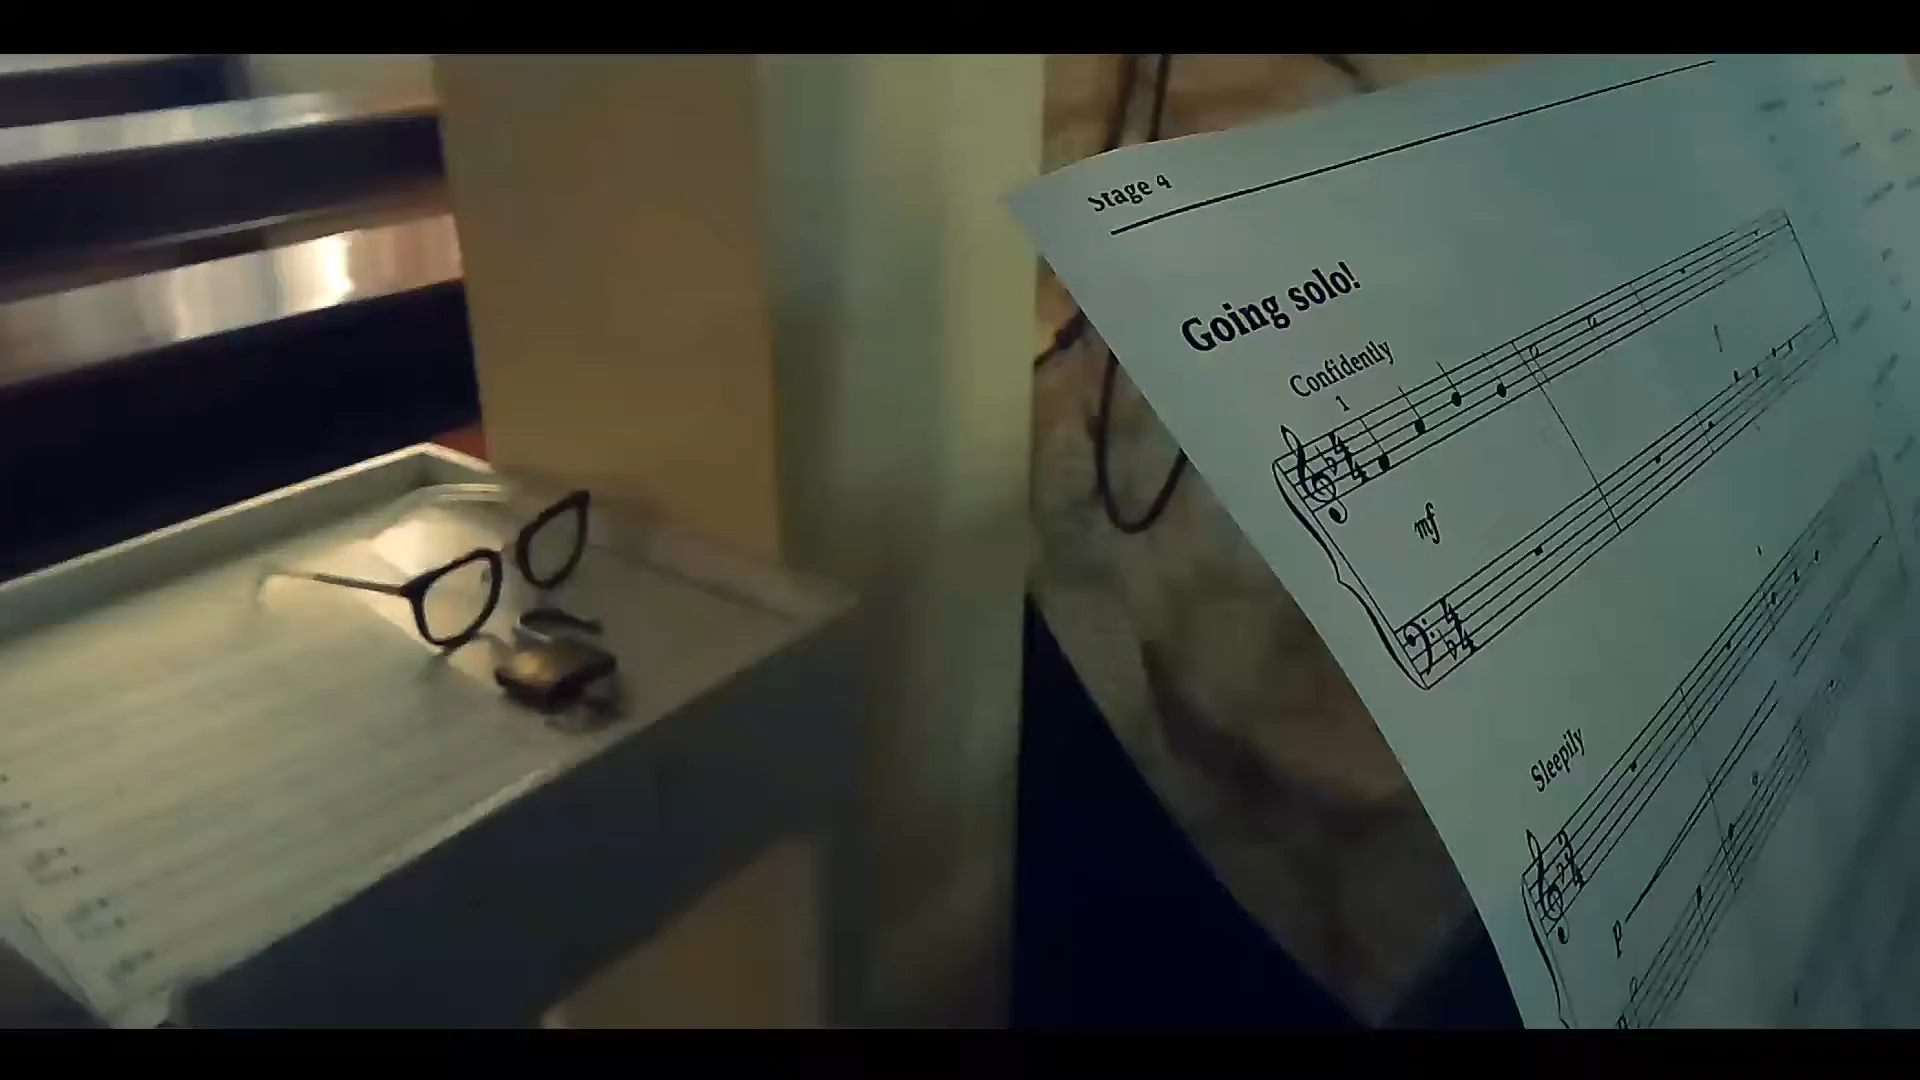 Stage 4
Going solo!
Confidently
1
mf
Sleepily
p